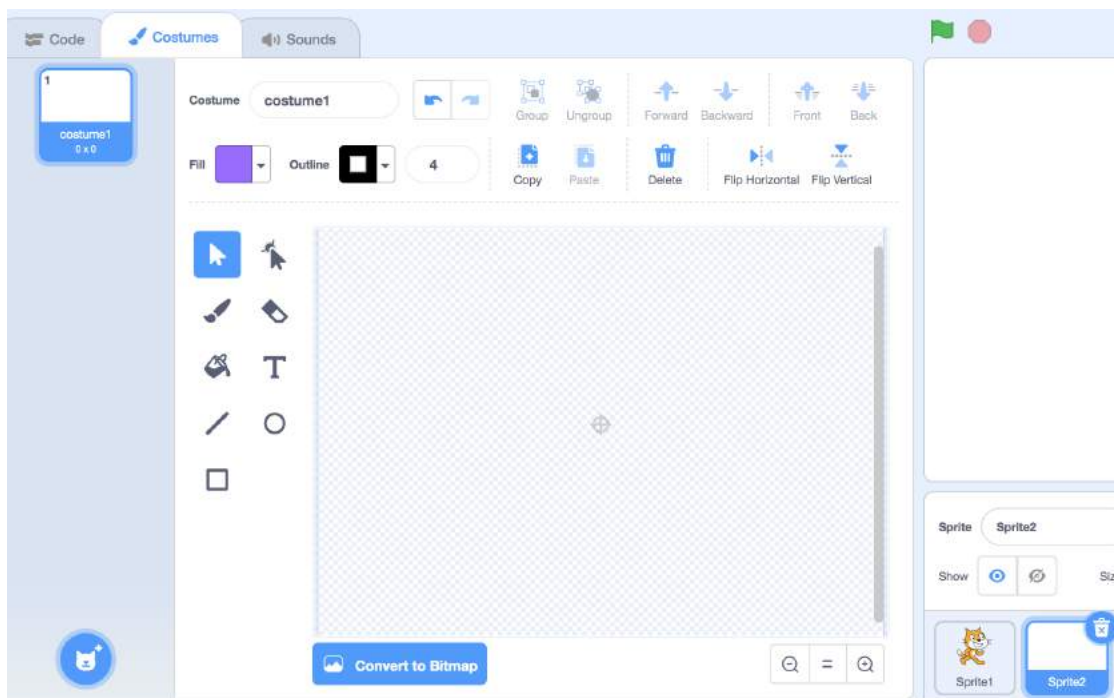 Code
Costumes
Sounds
1
costume1
0 x 0
Costume
costume1
Group
Ungroup
Forward
Backward
Front
Back
Fill
Outline
4
Copy
Paste
Delete
Flip Horizontal
Flip Vertical
T
Convert to Bitmap
=
Sprite
Sprite2
Show
Siz
Sprite1
Sprite2